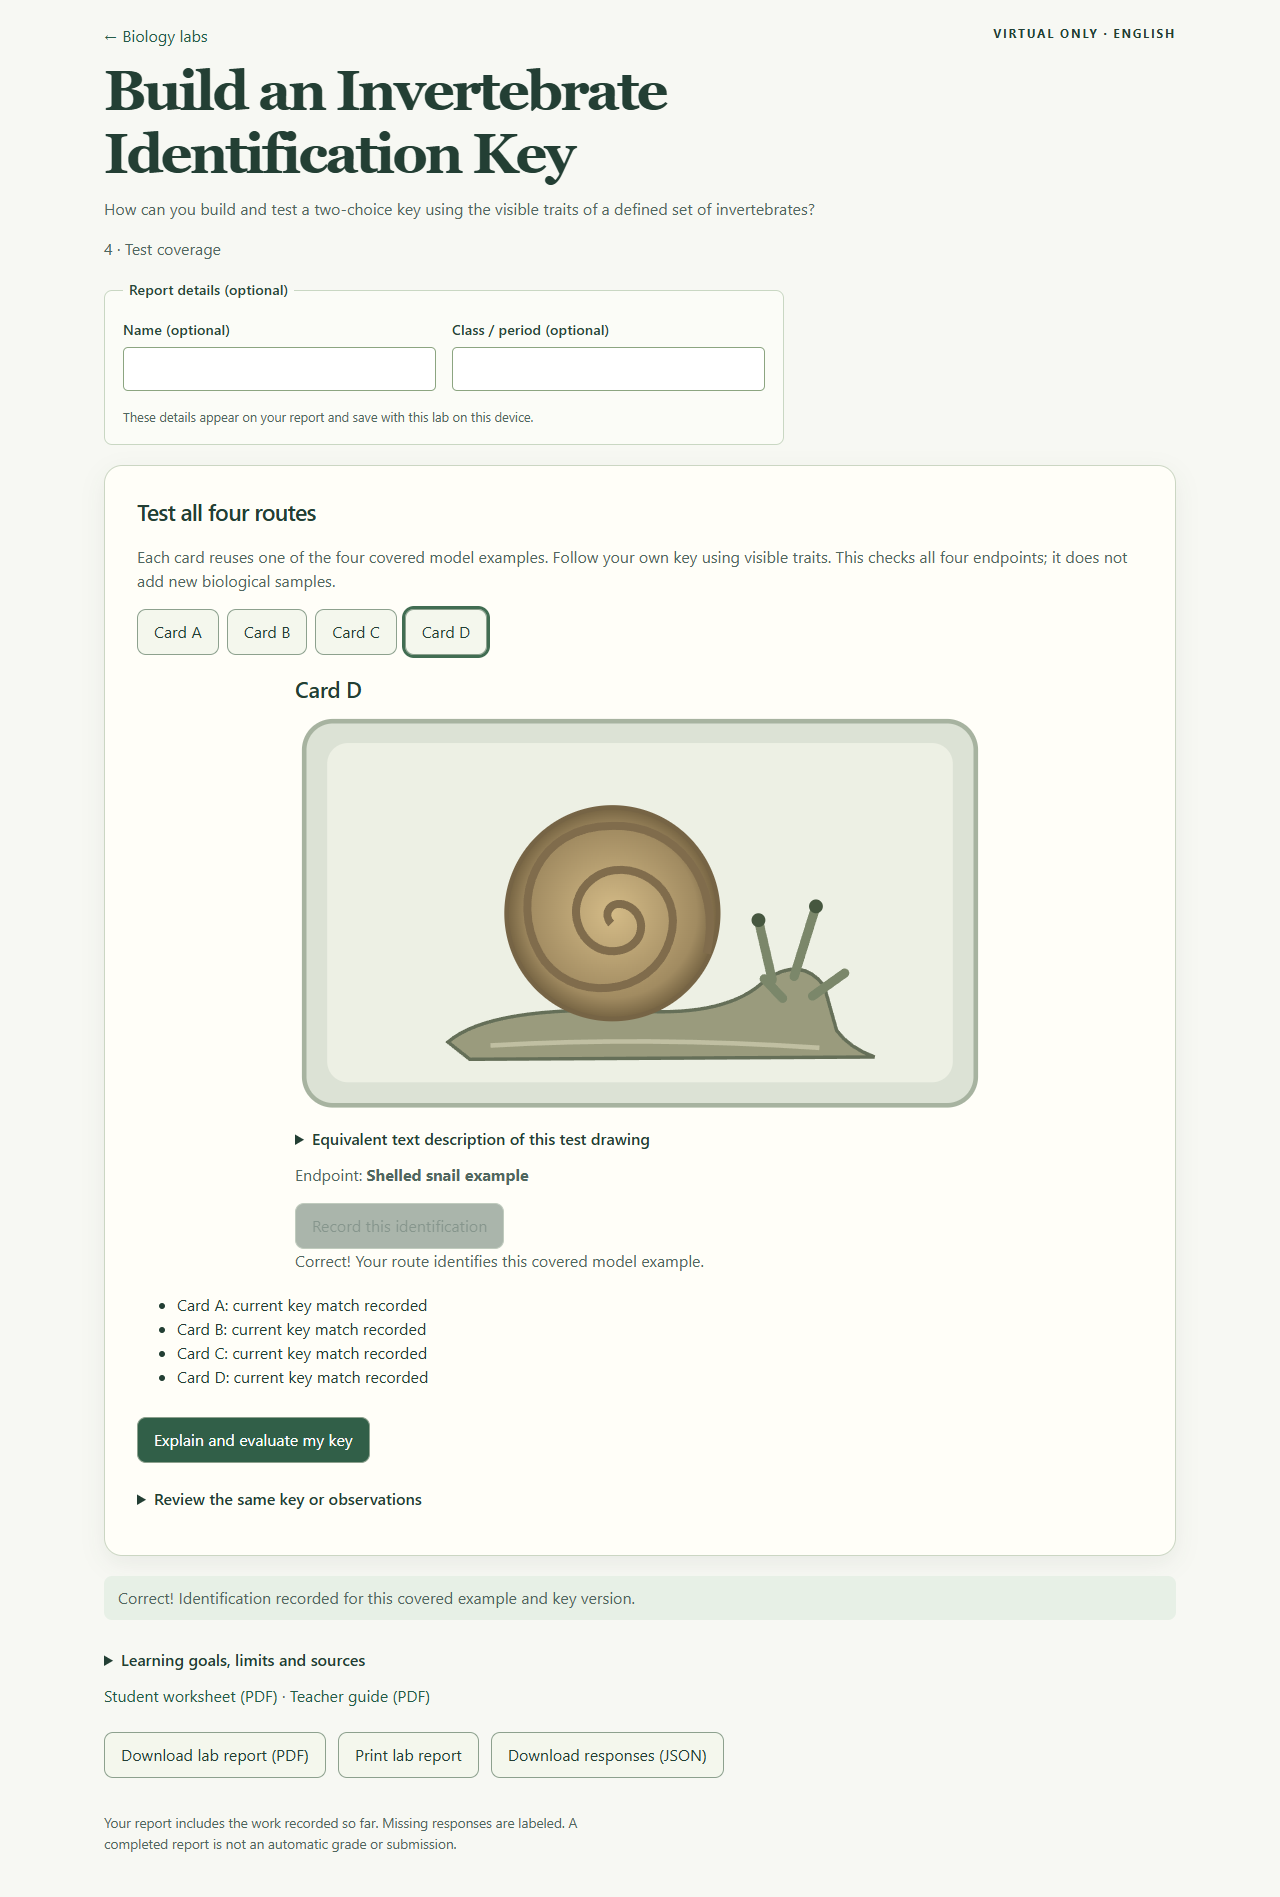 ← Biology labs
VIRTUAL ONLY · ENGLISH
Build an Invertebrate
Identification Key
How can you build and test a two-choice key using the visible traits of a defined set of invertebrates?
4 · Test coverage
Report details (optional)
Name (optional)
Class / period (optional)
These details appear on your report and save with this lab on this device.
Test all four routes
Each card reuses one of the four covered model examples. Follow your own key using visible traits. This checks all four endpoints; it does not
add new biological samples.
Card A
Card B
Card C
Card D
Card D
Equivalent text description of this test drawing
Endpoint: Shelled snail example
Record this identification
Correct! Your route identifies this covered model example.
Card A: current key match recorded
Card B: current key match recorded
Card C: current key match recorded
Card D: current key match recorded
Explain and evaluate my key
Review the same key or observations
Correct! Identification recorded for this covered example and key version.
Learning goals, limits and sources
Student worksheet (PDF) · Teacher guide (PDF)
Download lab report (PDF)
Print lab report
Download responses (JSON)
Your report includes the work recorded so far. Missing responses are labeled. A
completed report is not an automatic grade or submission.